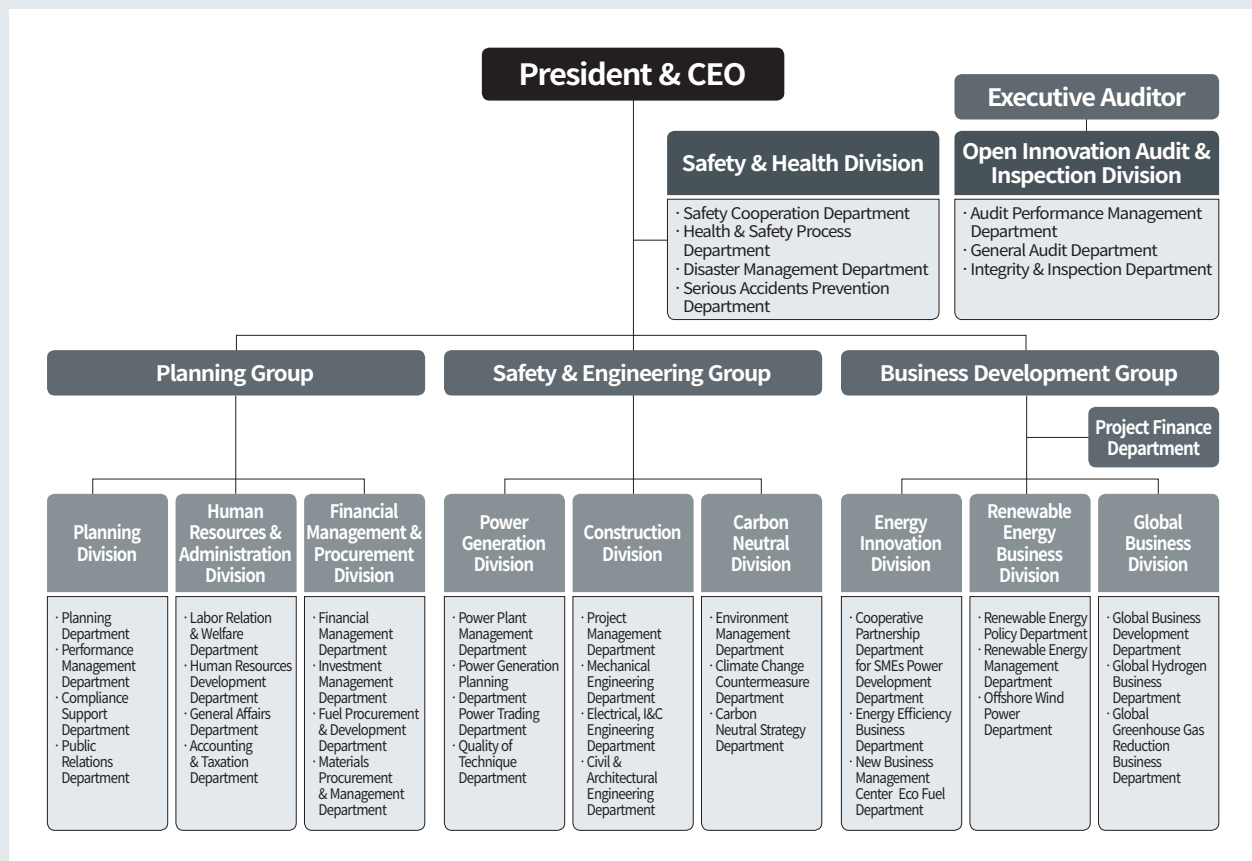 President & CEO
Executive Auditor
Safety & Health Division
· Safety Cooperation Department
· Health & Safety Process
Department
· Disaster Management Department
· Serious Accidents Prevention
Department
Open Innovation Audit &
Inspection Division
· Audit Performance Management
Department
· General Audit Department
· Integrity & Inspection Department
Planning Group
Safety & Engineering Group
Business Development Group
Project Finance
Department
Planning
Division
· Planning
Department
· Performance
Management
Department
· Compliance
Support
Department
· Public
Relations
Department
Human
Resources &
Administration
Division
· Labor Relation
& Welfare
Department
· Human Resources
Development
Department
· General Affairs
Department
· Accounting
& Taxation
Department
Financial
Management &
Procurement
Division
· Financial
Management
Department
· Investment
Management
Department
· Fuel Procurement
& Development
Department
· Materials
Procurement
& Management
Department
Power
Generation
Division
· Power Plant
Management
Department
· Power Generation
Planning
· Department
Power Trading
Department
· Quality of
Technique
Department
Construction
Division
· Project
Management
Department
· Mechanical
Engineering
Department
· Electrical, I&C
Engineering
Department
· Civil &
Architectural
Engineering
Department
Carbon
Neutral
Division
· Environment
Management
Department
· Climate Change
Countermeasure
Department
· Carbon
Neutral Strategy
Department
Energy
Innovation
Division
· Cooperative
Partnership
Department
for SMEs Power
Development
Department
· Energy Efficiency
Business
Department
· New Business
Management
Center Eco Fuel
Department
Renewable
Energy
Business
Division
· Renewable Energy
Policy Department
· Renewable Energy
Management
Department
· Offshore Wind
Power
Department
Global
Business
Division
· Global Business
Development
Department
· Global Hydrogen
Business
Department
· Global
Greenhouse Gas
Reduction
Business
Department